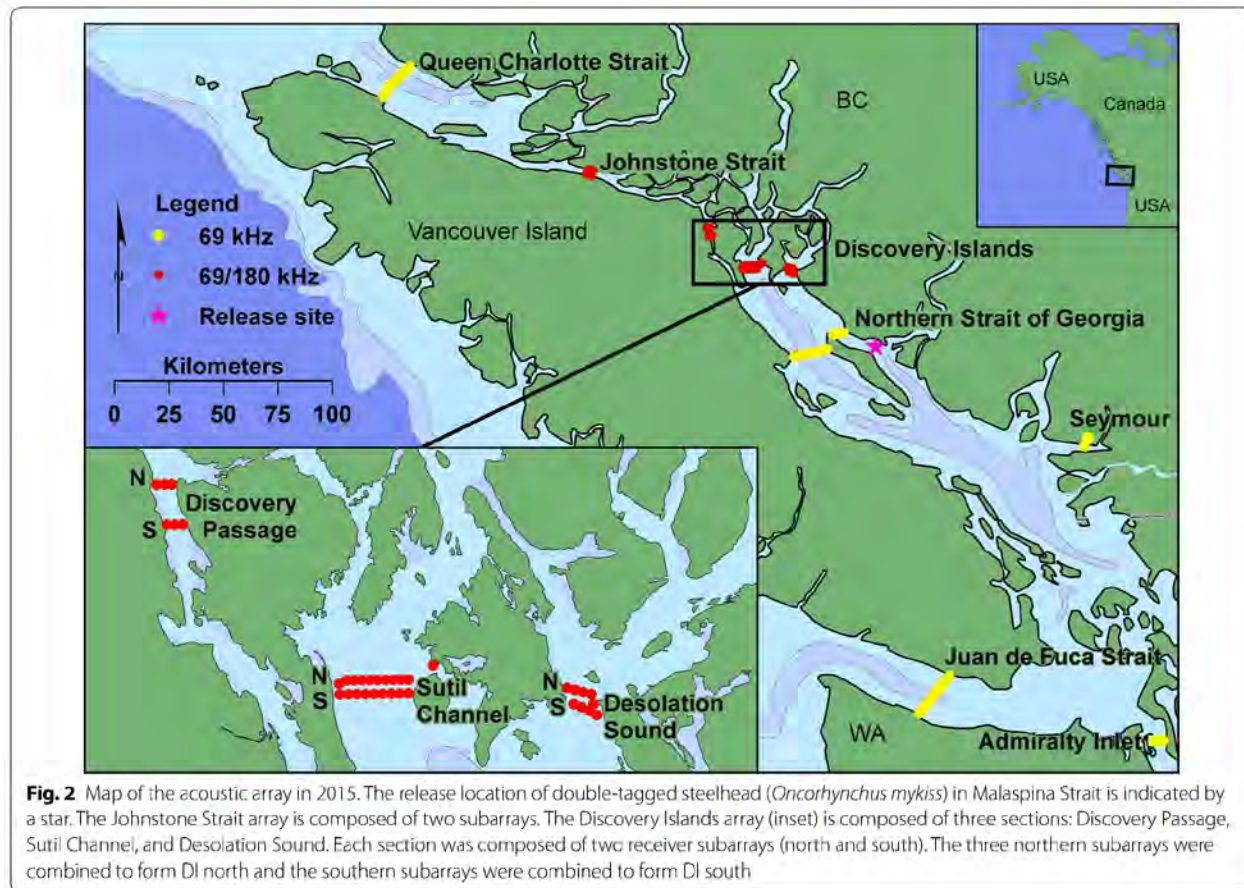 Queen Charlotte Strait
BC
USA
Canada
USA
Johnstone Strait
Legend
69 kHz
69/180 kHz
Release site
N
Vancouver Island
Discovery Islands
Northern Strait of Georgia
Kilometers
0 25 50 75 100
Seymour
N
Discovery
S Passage
N
S
Sutil
Channel
N
S
Desolation
Sound
Juan de Fuca Strait
WA
Admiralty Inlet
Fig. 2 Map of the acoustic array in 2015. The release location of double-tagged steelhead (Oncorhynchus mykiss) in Malaspina Strait is indicated by
a star. The Johnstone Strait array is composed of two subarrays. The Discovery Islands array (inset) is composed of three sections: Discovery Passage,
Sutil Channel, and Desolation Sound. Each section was composed of two receiver subarrays (north and south). The three northern subarrays were
combined to form DI north and the southern subarrays were combined to form DI south